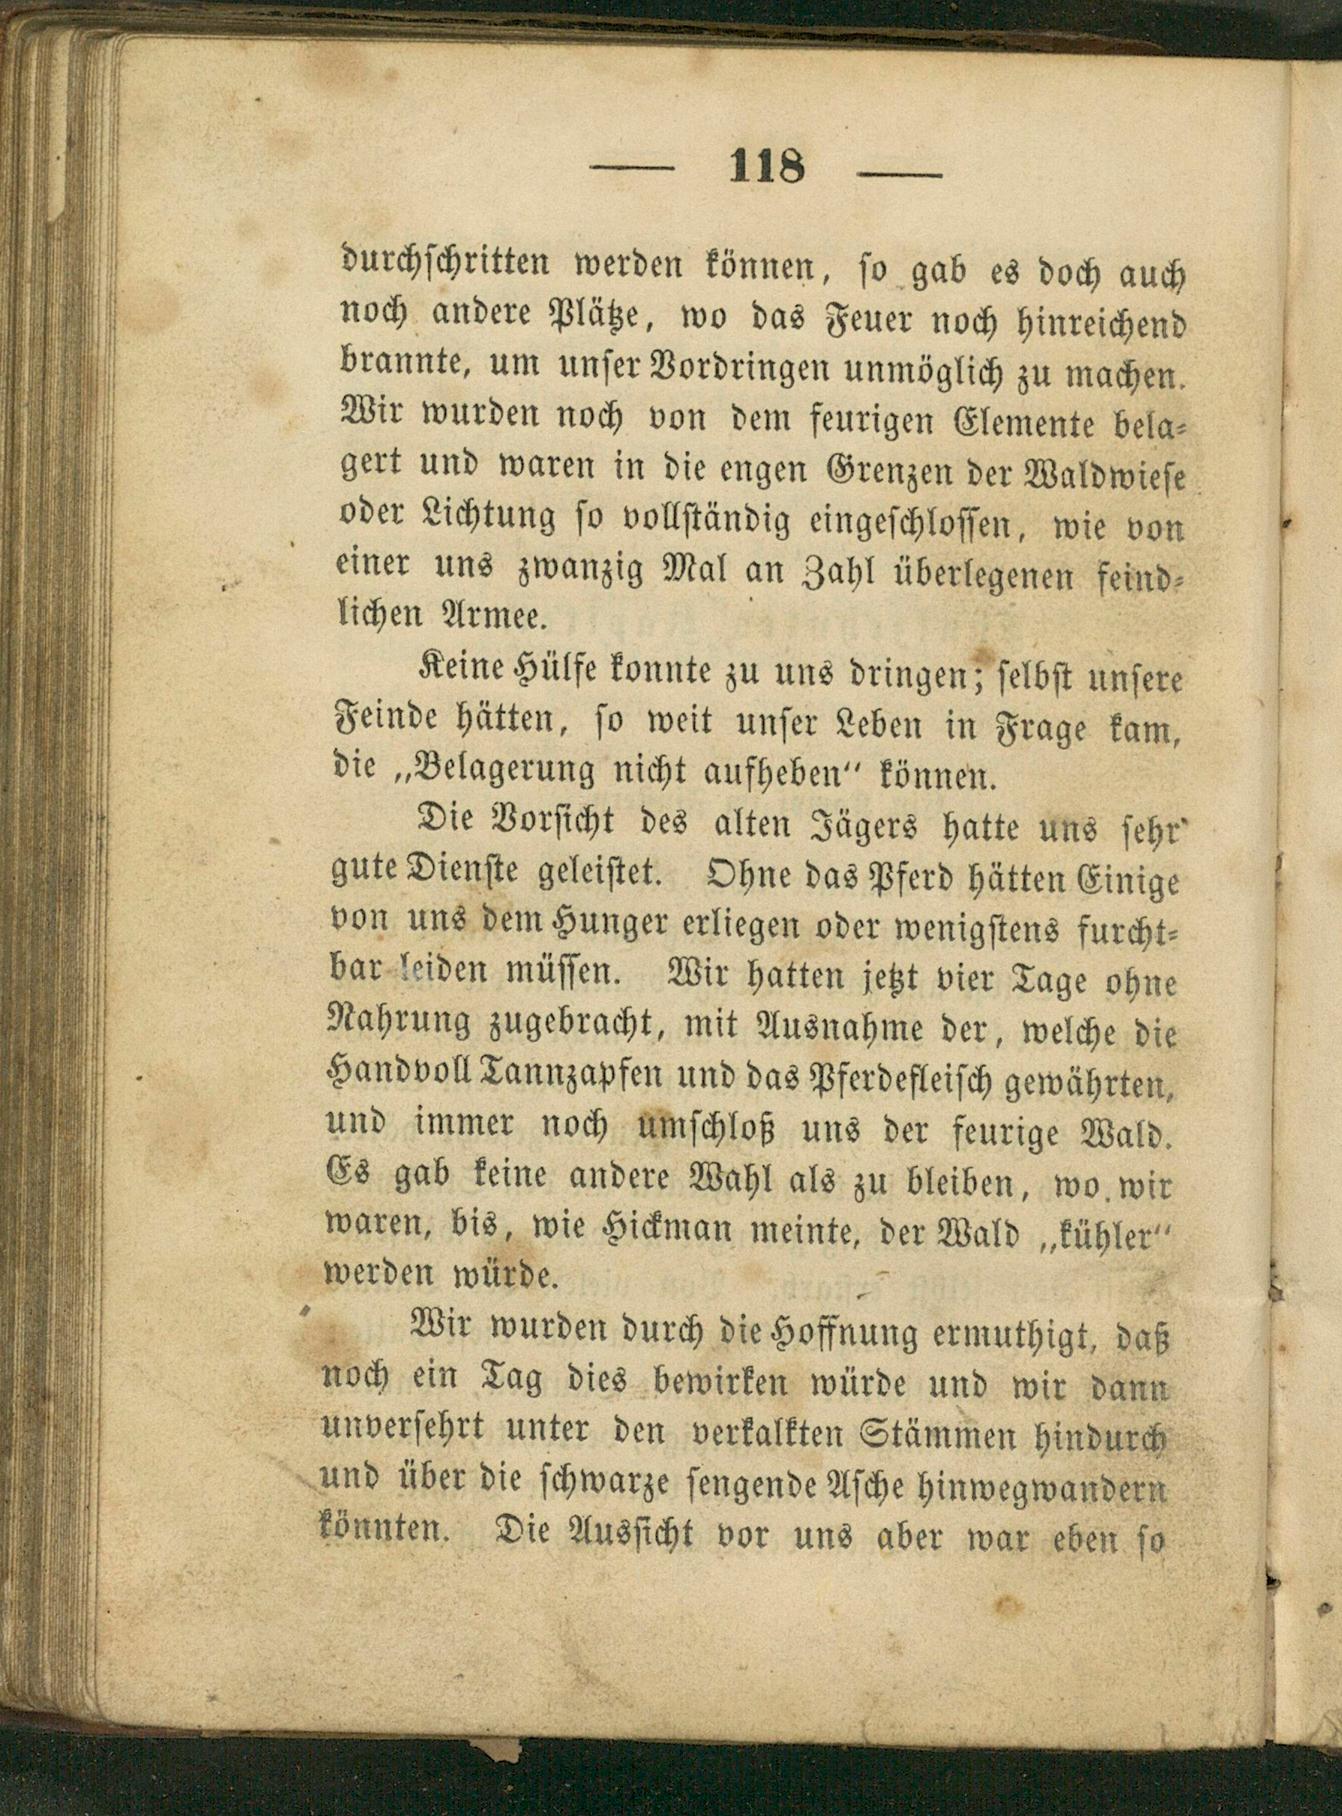 — 118 —
durchschritten werden können, so gab es doch auch
noch andere Plätze, wo das Feuer noch hinreichend
brannte, um unser Vordringen unmöglich zu machen.
Wir wurden noch von dem feurigen Elemente bela-
gert und waren in die engen Grenzen der Waldwiese
oder Lichtung so vollständig eingeschlossen, wie von
einer uns zwanzig Mal an Zahl überlegenen feind-
lichen Armee.
Keine Hülfe konnte zu uns dringen; selbst unsere
Feinde hätten, so weit unser Leben in Frage kam,
die „Belagerung nicht aufheben“ können.
Die Vorsicht des alten Jägers hatte uns sehr
gute Dienste geleistet. Ohne das Pferd hätten Einige
von uns dem Hunger erliegen oder wenigstens furcht-
bar leiden müssen. Wir hatten jetzt vier Tage ohne
Nahrung zugebracht, mit Ausnahme der, welche die
Handvoll Tannzapfen und das Pferdefleisch gewährten,
und immer noch umschloß uns der feurige Wald.
Es gab keine andere Wahl als zu bleiben, wo wir
waren, bis, wie Hickman meinte, der Wald „kühler“
werden würde.
Wir wurden durch die Hoffnung ermuthigt, daß
noch ein Tag dies bewirken würde und wir dann
unversehrt unter den verkalkten Stämmen hindurch
und über die schwarze sengende Asche hinwegwandern
könnten. Die Aussicht vor uns aber war eben so